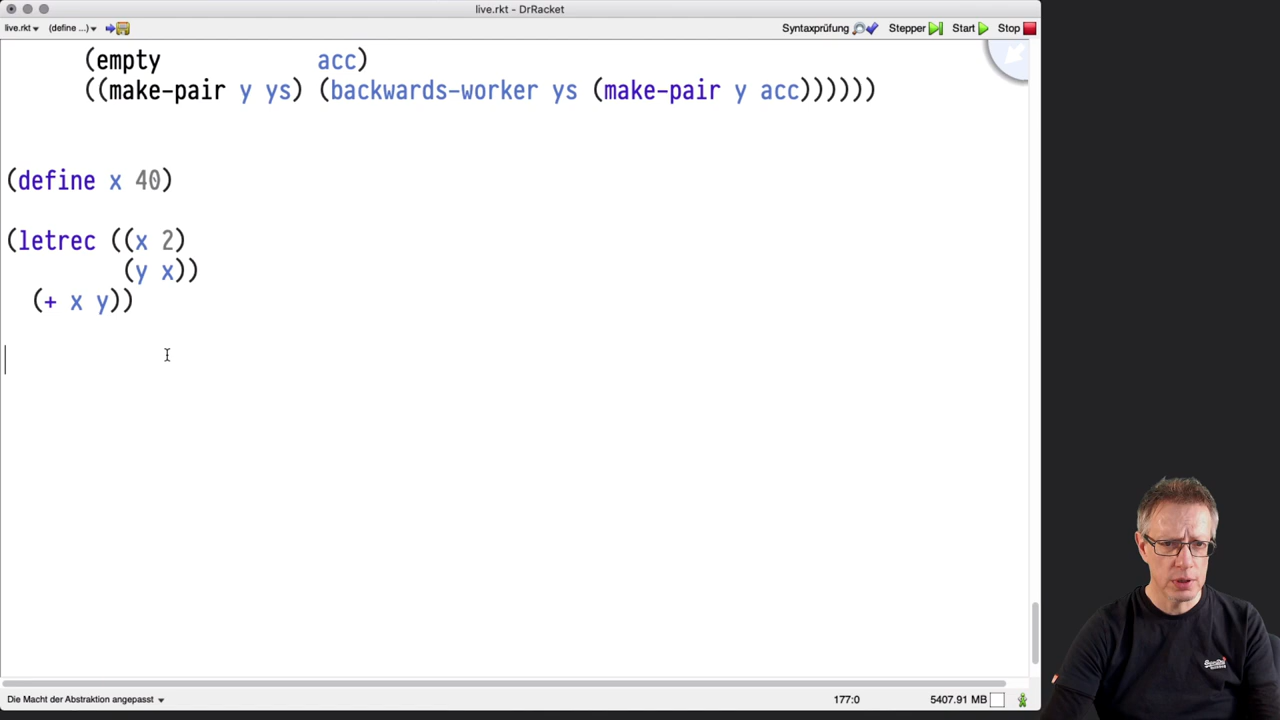 live.rkt - DrRacket
live.rkt (define ...) Syntaxprüfung Stepper Start Stop
(empty acc)
((make-pair y ys) (backwards-worker ys (make-pair y acc))))))
(define x 40)
(letrec ((x 2)
(y x))
(+ x y))
Die Macht der Abstraktion angepasst 177:0 5407.91 MB